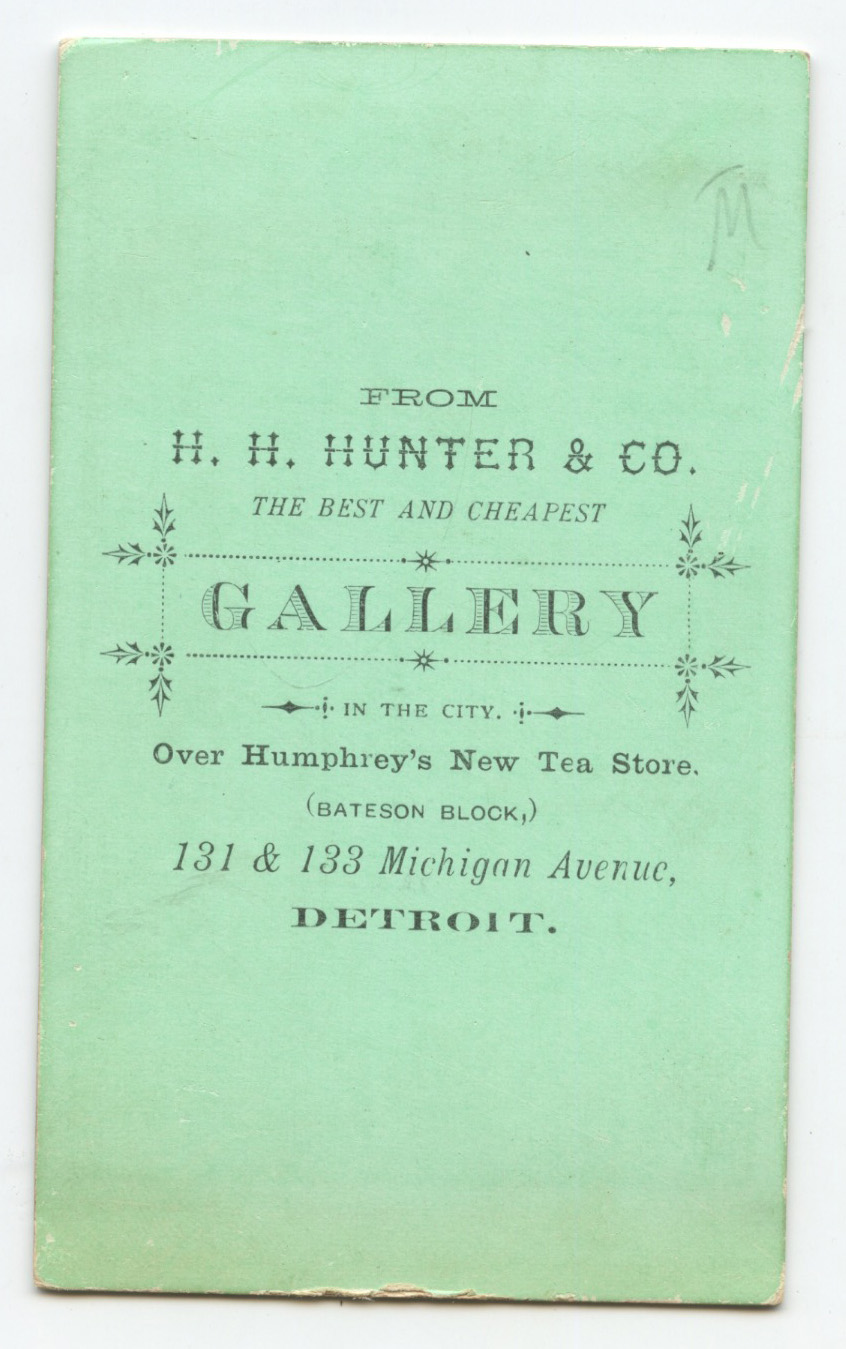 M
FROM
H. H. HUNTER & CO.
THE BEST AND CHEAPEST
GALLERY
IN THE CITY.
Over Humphrey's New Tea Store.
(BATESON BLOCK,)
131 & 133 Michigan Avenue,
DETROIT.